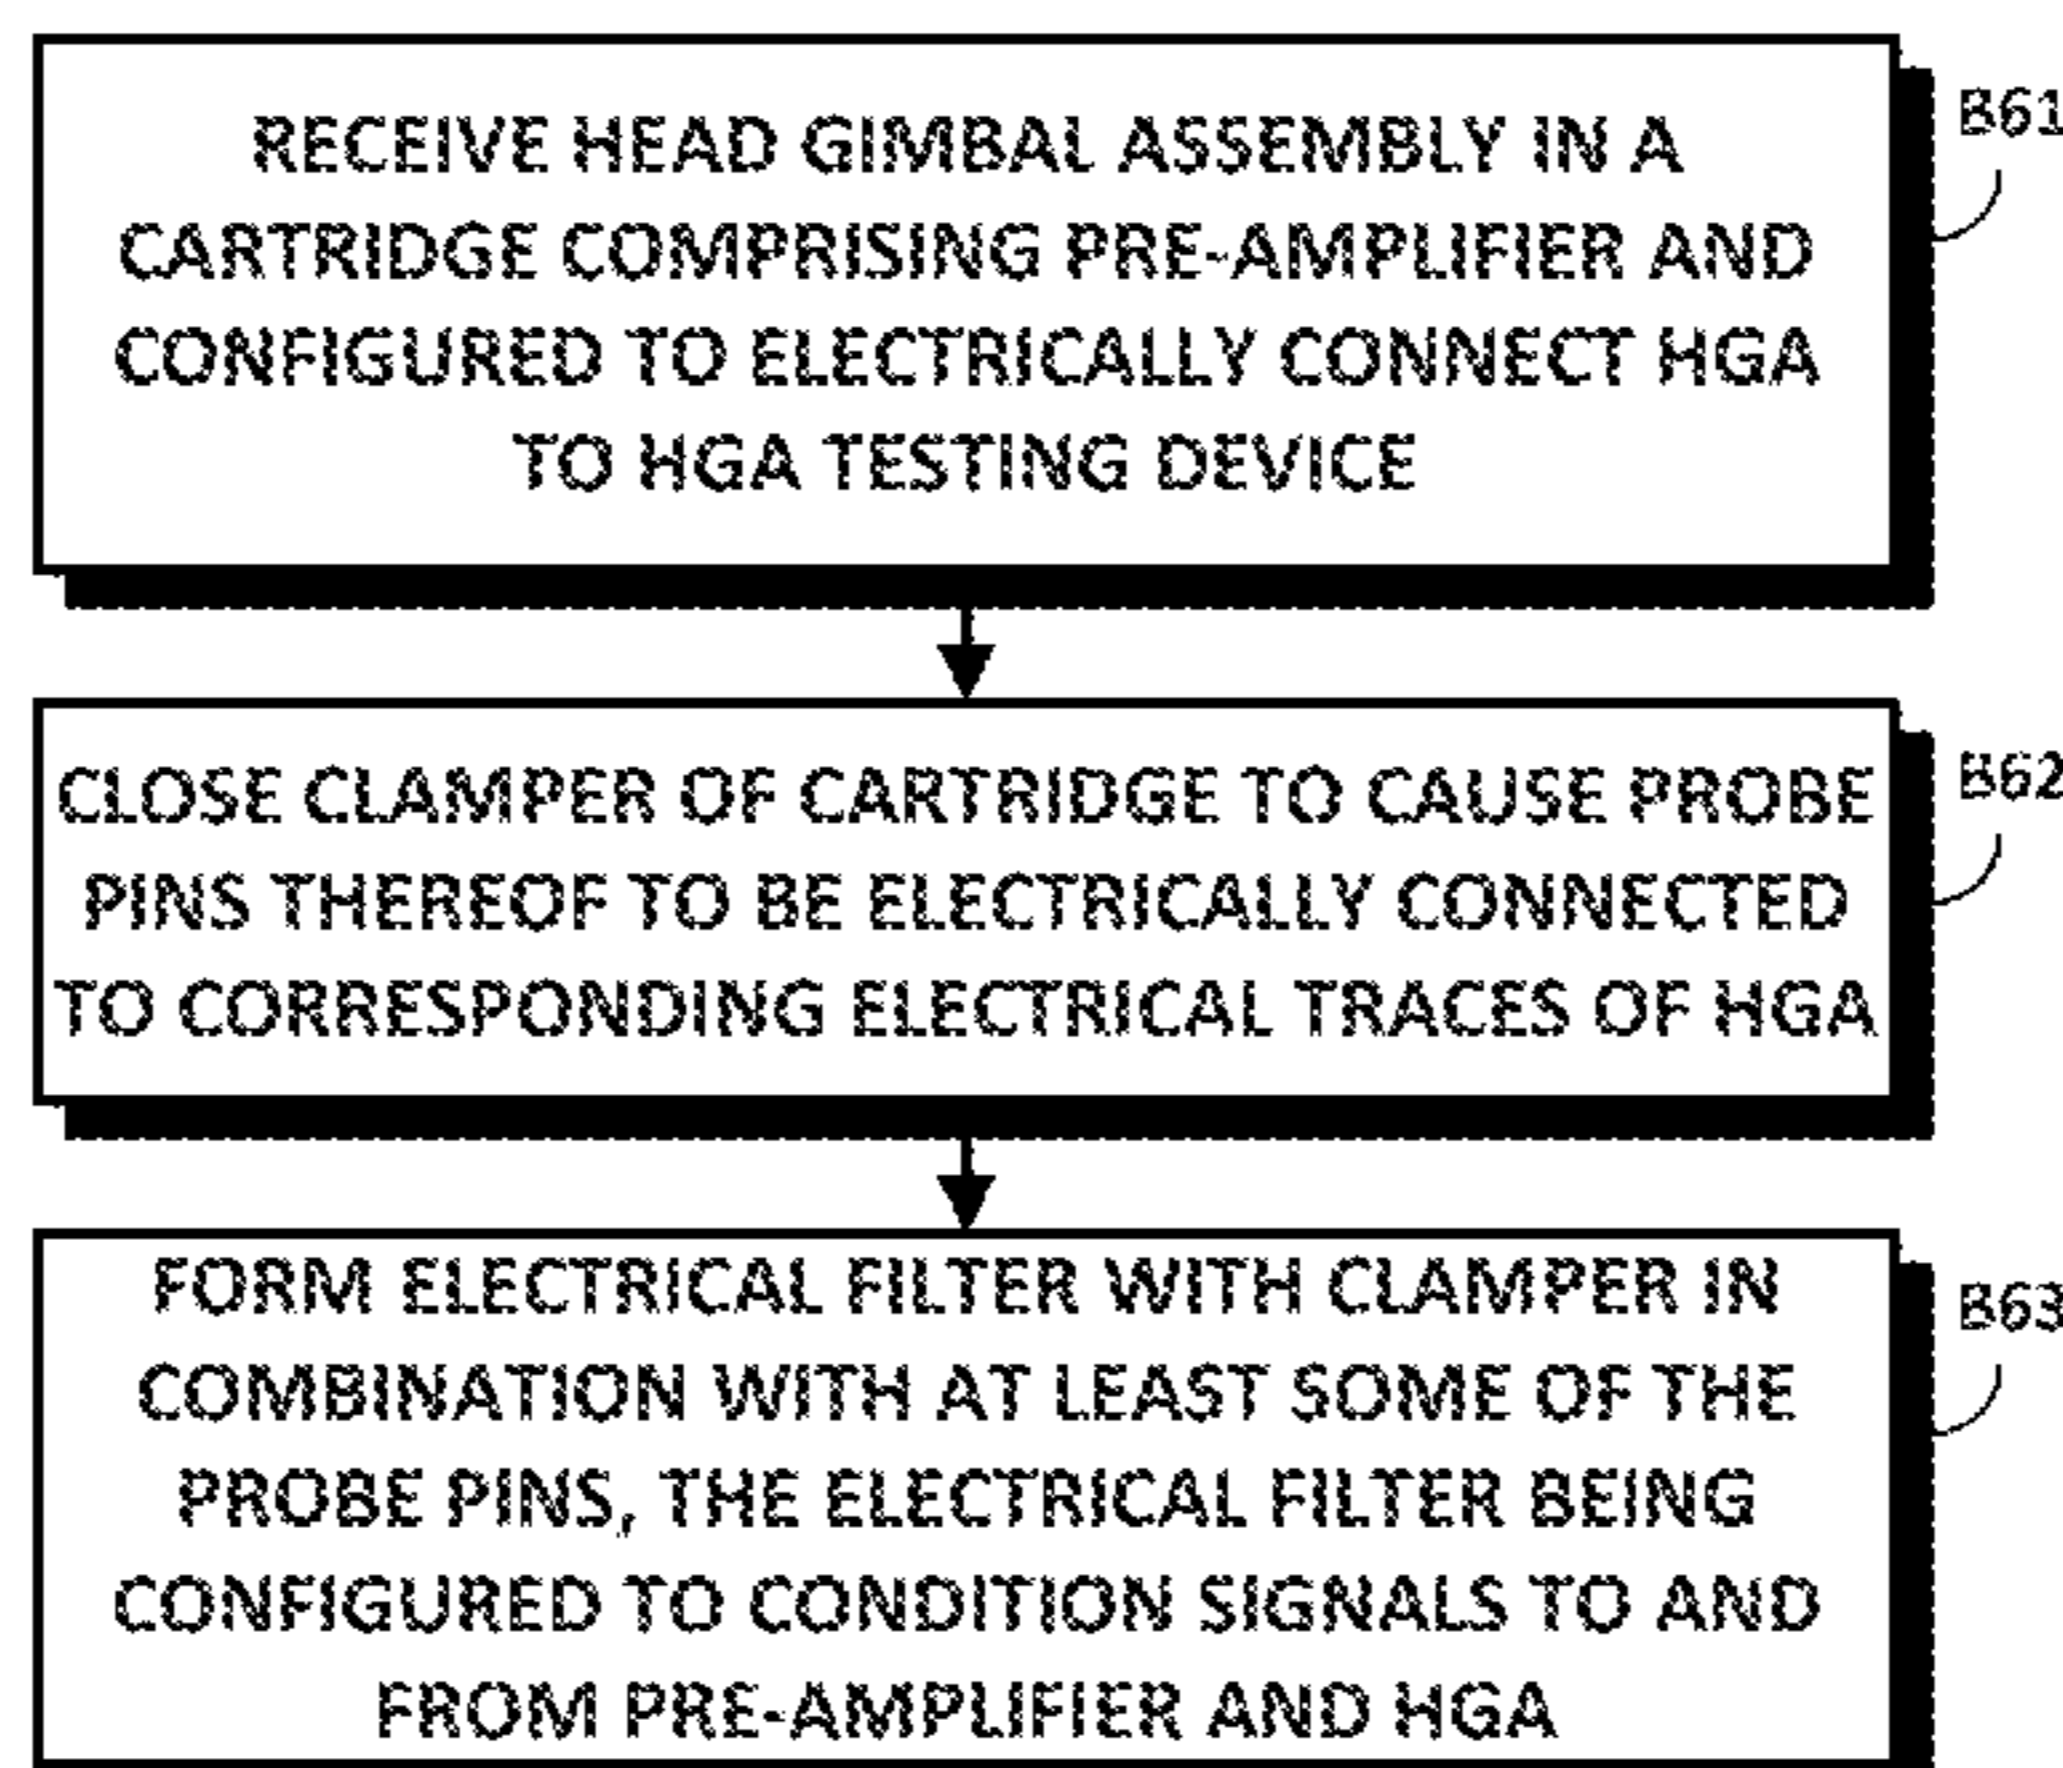 RECEIVE HEAD GIMBAL ASSEMBLY IN A
CARTRIDGE COMPRISING PRE-AMPLIFIER AND
CONFIGURED TO ELECTRICALLY CONNECT HGA
TO HGA TESTING DEVICE
B61
CLOSE CLAMPER OF CARTRIDGE TO CAUSE PROBE
PINS THEREOF TO BE ELECTRICALLY CONNECTED
TO CORRESPONDING ELECTRICAL TRACES OF HGA
B62
FORM ELECTRICAL FILTER WITH CLAMPER IN
COMBINATION WITH AT LEAST SOME OF THE
PROBE PINS, THE ELECTRICAL FILTER BEING
CONFIGURED TO CONDITION SIGNALS TO AND
FROM PRE-AMPLIFIER AND HGA
B63